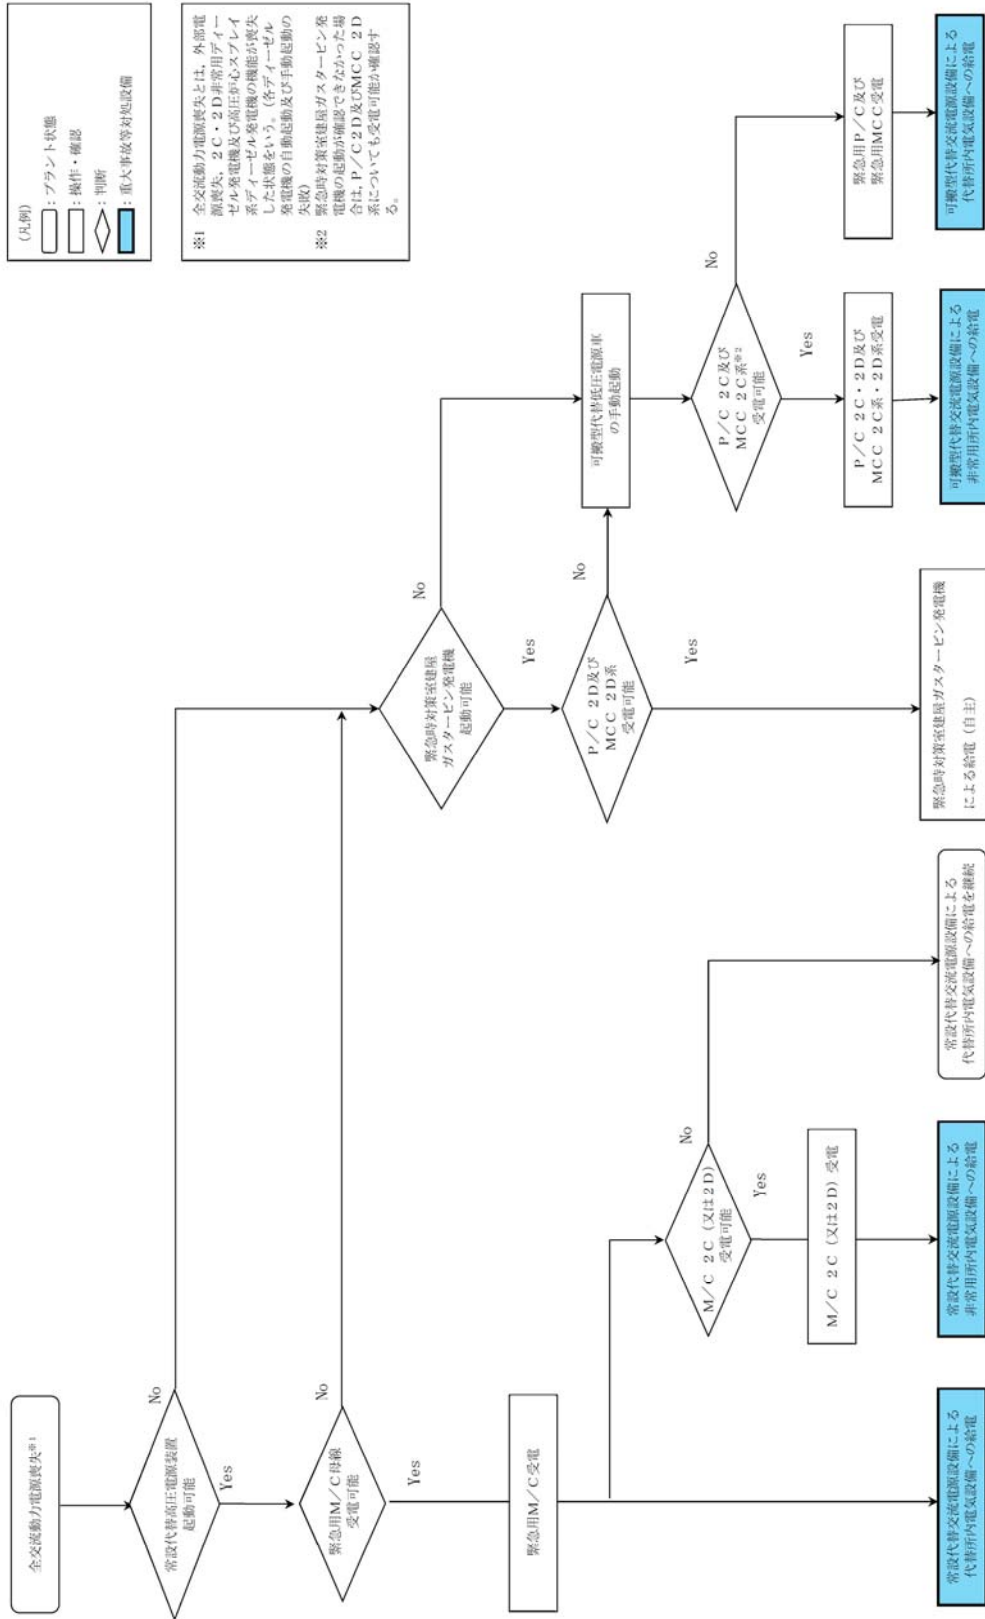 全交流動力電源喪失※1
常設代替高圧電源装置
起動可能
No
Yes
緊急用M/C母線
受電可能
No
Yes
緊急用M/C受電
M/C 2C(又は2D)
受電可能
No
Yes
M/C 2C(又は2D)受電
常設代替交流電源設備による
代替所内電気設備への給電
常設代替交流電源設備による
非常用所内電気設備への給電
常設代替交流電源設備による
代替所内電気設備への給電を継続
緊急時対策室建屋
ガスタービン発電機
起動可能
No
Yes
P/C 2D及び
MCC 2D系
受電可能
No
Yes
緊急時対策室建屋ガスタービン発電機
による給電(自主)
可搬型代替低圧電源車
の手動起動
P/C 2C及び
MCC 2C系※2
受電可能
No
Yes
P/C 2C・2D及び
MCC 2C系・2D系受電
可搬型代替交流電源設備による
非常用所内電気設備への給電
緊急用P/C及び
緊急用MCC受電
可搬型代替交流電源設備による
代替所内電気設備への給電
(凡例)
:プラント状態
:操作・確認
:判断
:重大事故等対処設備
※1 全交流動力電源喪失とは,外部電
源喪失,2C・2D非常用ディー
ゼル発電機及び高圧炉心スプレイ
系ディーゼル発電機の機能が喪失
した状態をいう。(各ディーゼル
発電機の自動起動及び手動起動の
失敗)
※2 緊急時対策室建屋ガスタービン発
電機の起動が確認できなかった場
合は,P/C2D及びMCC 2D
系についても受電可能か確認す
る。